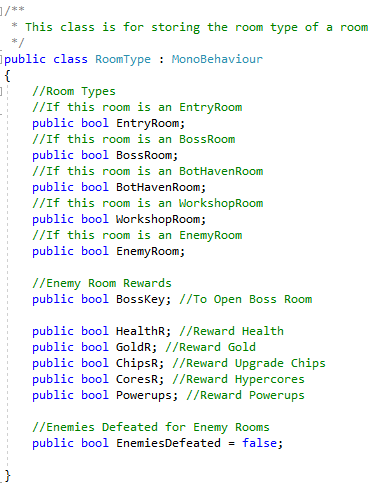 /**
 * This class is for storing the room type of a room
 */
public class RoomType : MonoBehaviour
{
    //Room Types
    //If this room is an EntryRoom
    public bool EntryRoom;
    //If this room is an BossRoom
    public bool BossRoom;
    //If this room is an BotHavenRoom
    public bool BotHavenRoom;
    //If this room is an WorkshopRoom
    public bool WorkshopRoom;
    //If this room is an EnemyRoom
    public bool EnemyRoom;

    //Enemy Room Rewards
    public bool BossKey; //To Open Boss Room

    public bool HealthR; //Reward Health
    public bool GoldR; //Reward Gold
    public bool ChipsR; //Reward Upgrade Chips
    public bool CoresR; //Reward Hypercores
    public bool Powerups; //Reward Powerups

    //Enemies Defeated for Enemy Rooms
    public bool EnemiesDefeated = false;

}